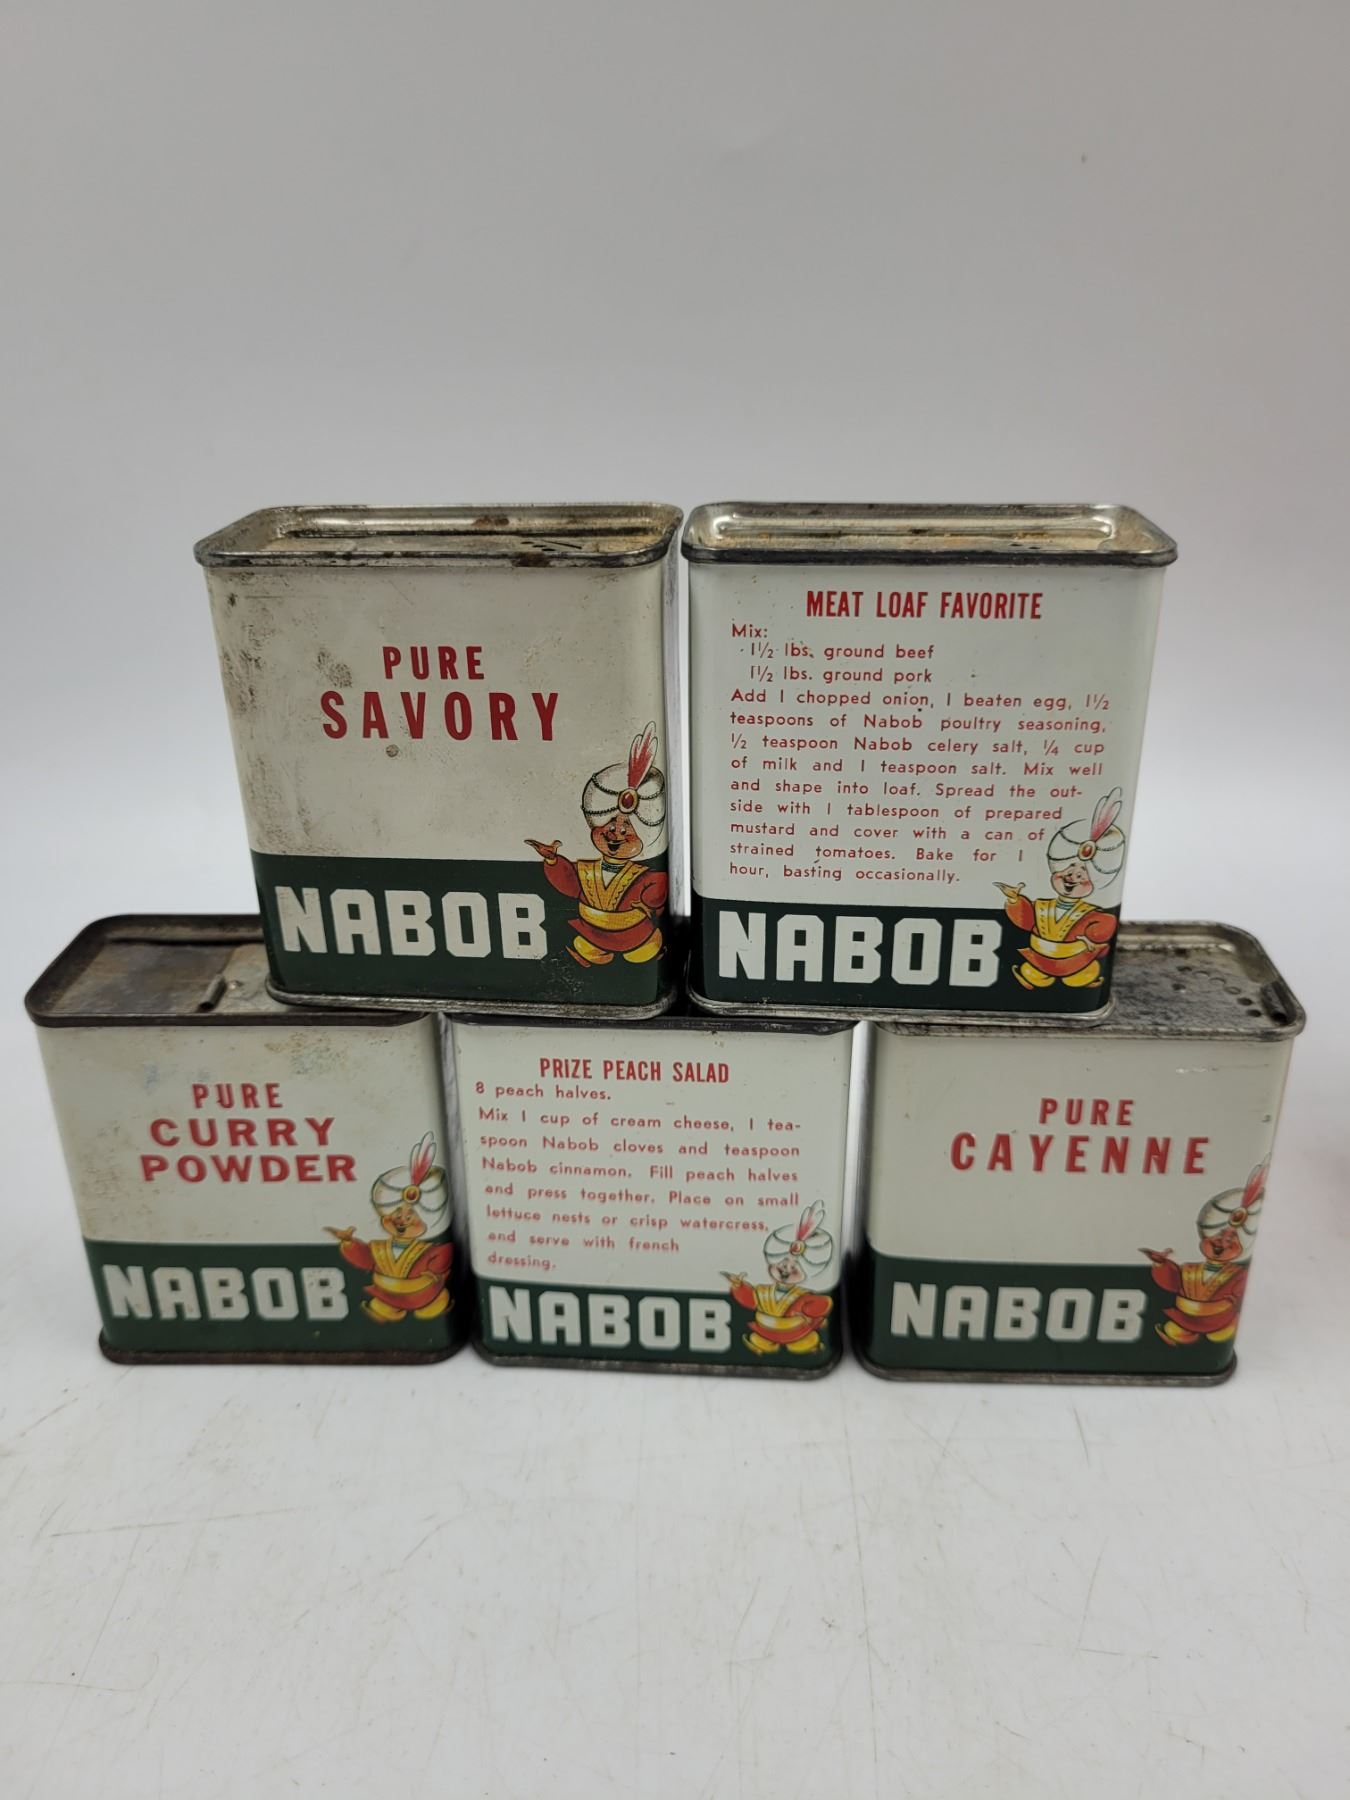 PURE
SAVORY
NABOB
MEAT LOAF FAVORITE
Mix:
1½ lbs. ground beef
1½ lbs. ground pork
Add 1 chopped onion, 1 beaten egg, 1½
teaspoons of Nabob poultry seasoning,
½ teaspoon Nabob celery salt, ¼ cup
of milk and 1 teaspoon salt. Mix well
and shape into loaf. Spread the out-
side with 1 tablespoon of prepared
mustard and cover with a can of
strained tomatoes. Bake for 1
hour, basting occasionally.
NABOB
PURE
CURRY
POWDER
NABOB
PRIZE PEACH SALAD
8 peach halves.
Mix 1 cup of cream cheese, 1 tea-
spoon Nabob cloves and teaspoon
Nabob cinnamon. Fill peach halves
and press together. Place on small
lettuce nests or crisp watercress,
and serve with french
dressing.
NABOB
PURE
CAYENNE
NABOB